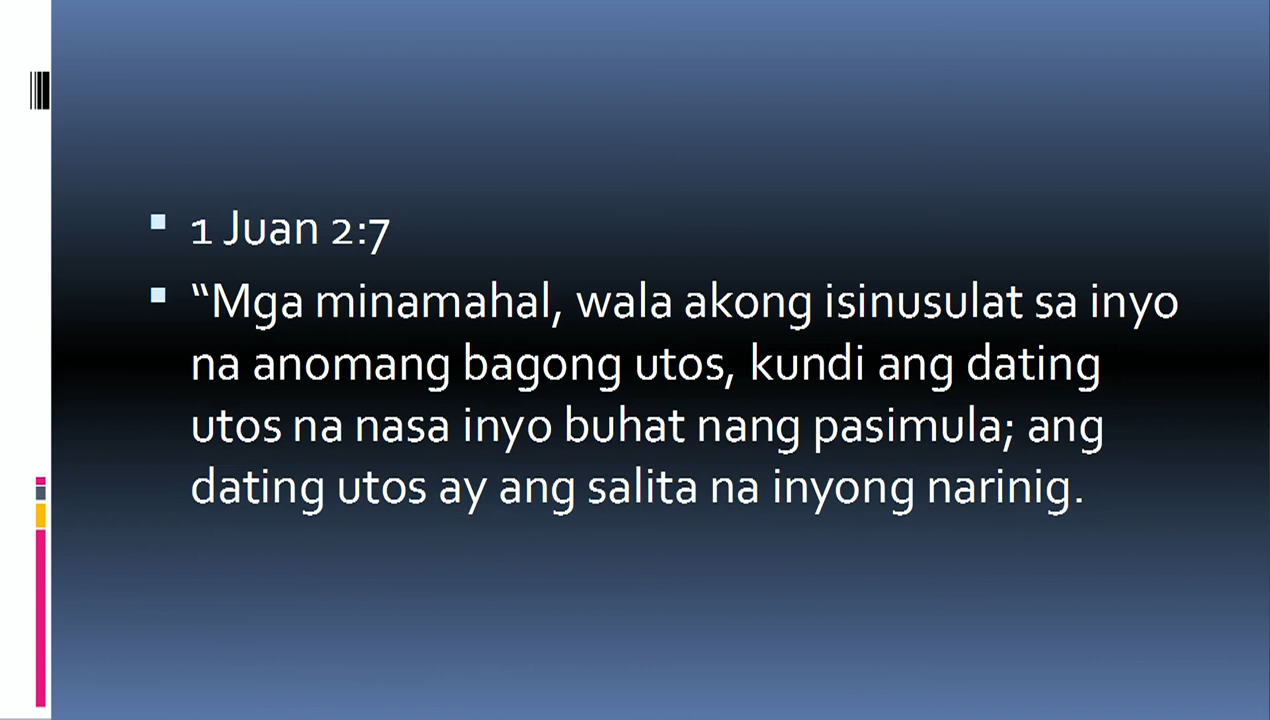 1 Juan 2:7
“Mga minamahal, wala akong isinusulat sa inyo
na anomang bagong utos, kundi ang dating
utos na nasa inyo buhat nang pasimula; ang
dating utos ay ang salita na inyong narinig.